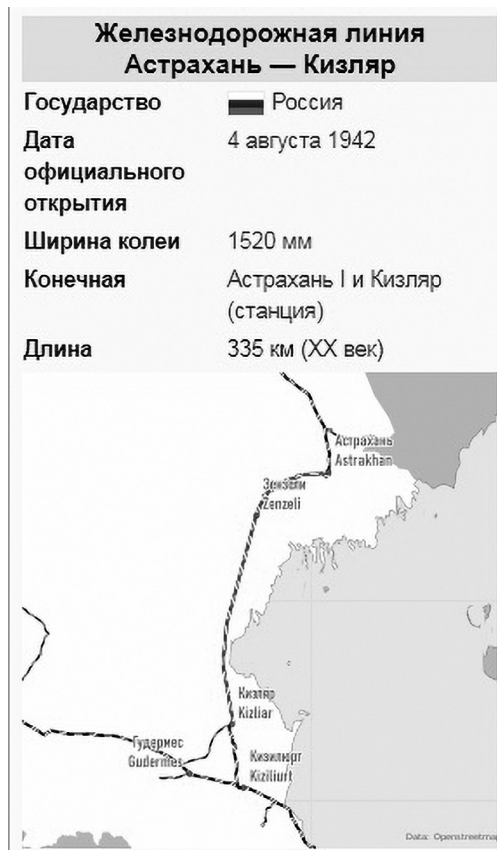 Железнодорожная линия
Астрахань — Кизляр
Государство Россия
Дата 4 августа 1942
официального
открытия
Ширина колеи 1520 мм
Конечная Астрахань I и Кизляр
(станция)
Длина 335 км (XX век)
Астрахань
Astrakhan
Зензели
Zenzeli
Кизляр
Kizliar
Гудермес
Gudermes
Кизилюрт
Kiziliurt
Data: Openstreetmap